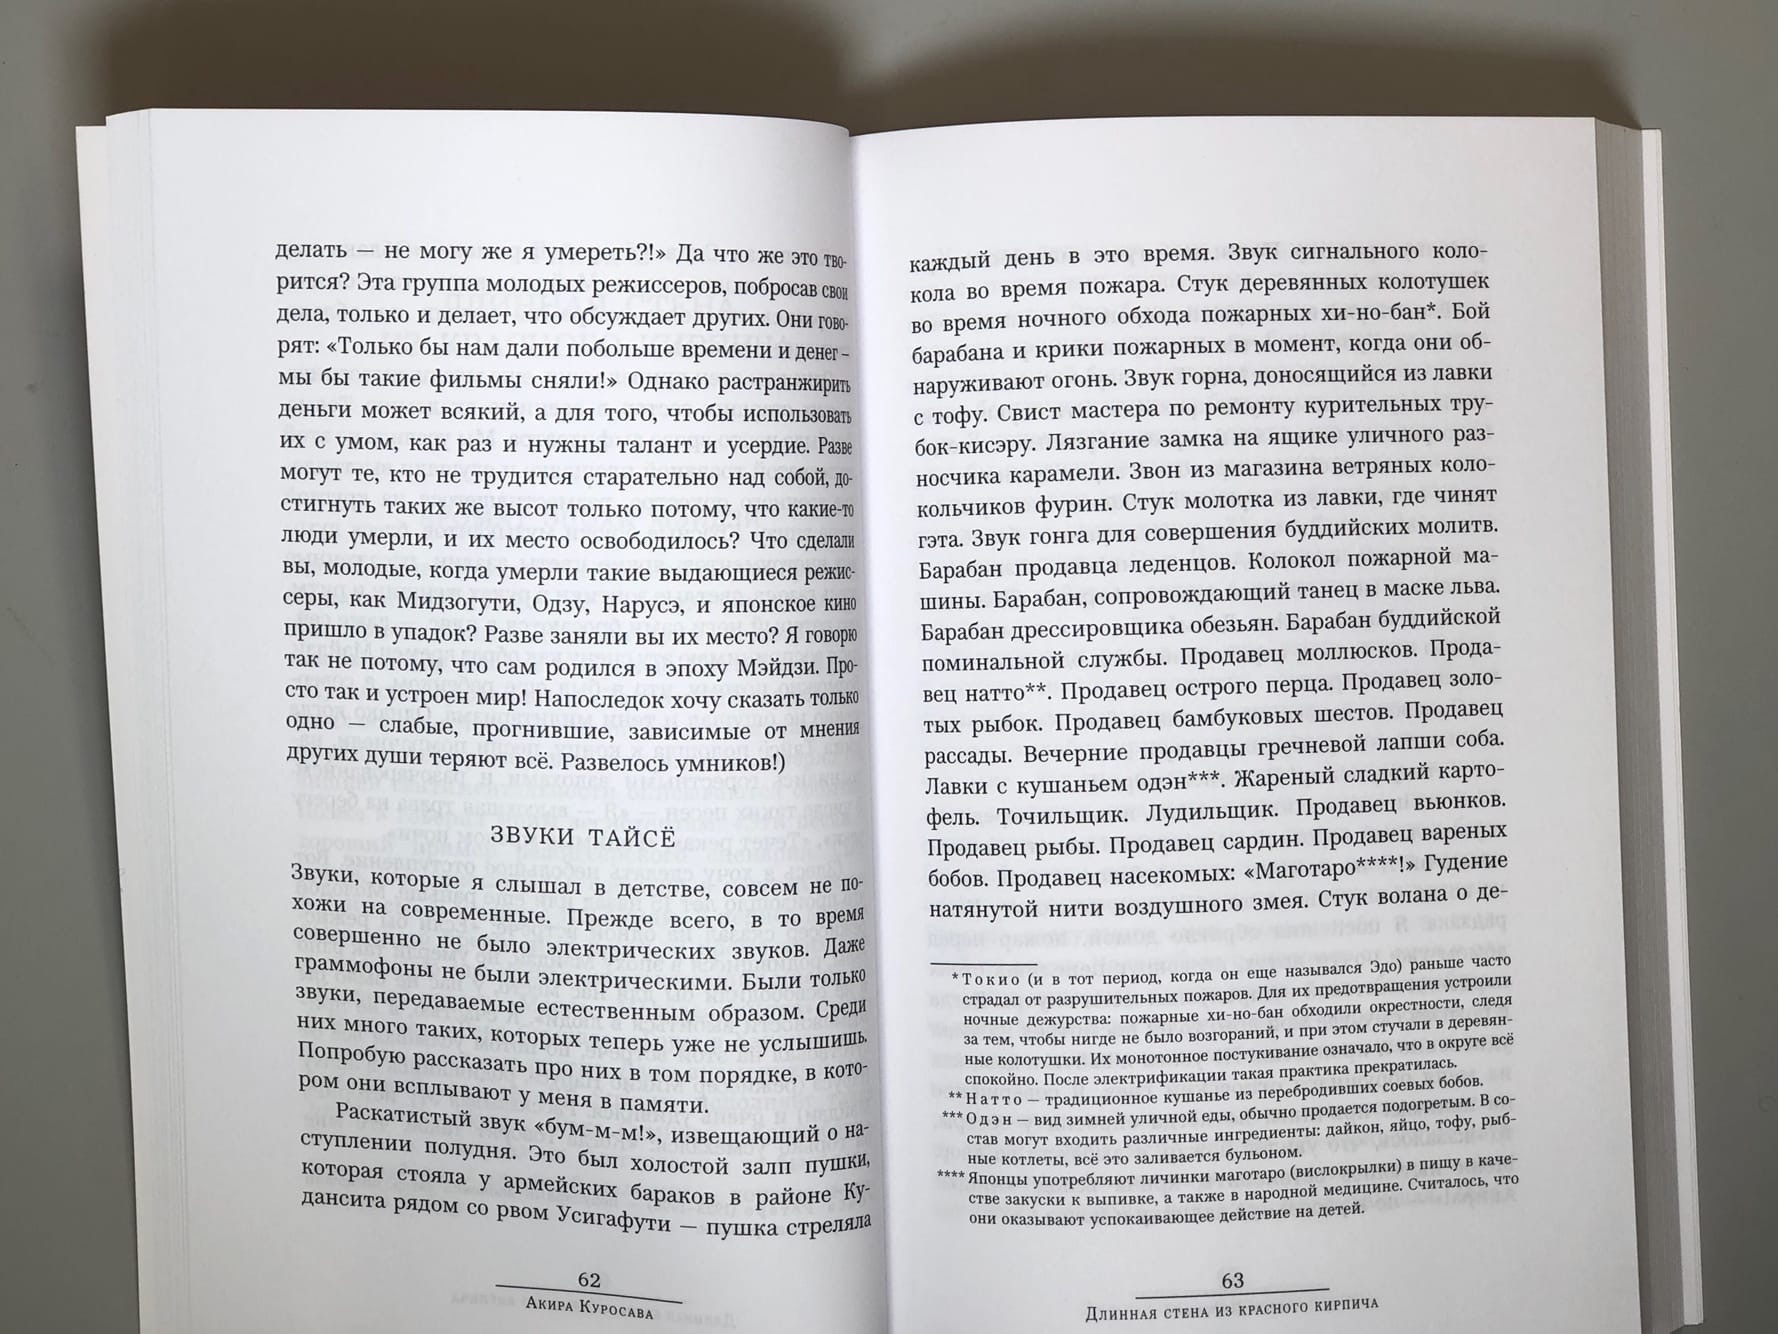 делать — не могу же я умереть?!» Да что же это тво-
рится? Эта группа молодых режиссеров, побросав свои
дела, только и делает, что обсуждает других. Они гово-
рят: «Только бы нам дали побольше времени и денег –
мы бы такие фильмы сняли!» Однако растранжирить
деньги может всякий, а для того, чтобы использовать
их с умом, как раз и нужны талант и усердие. Разве
могут те, кто не трудится старательно над собой, до-
стигнуть таких же высот только потому, что какие-то
люди умерли, и их место освободилось? Что сделали
вы, молодые, когда умерли такие выдающиеся режис-
серы, как Мидзогути, Одзу, Нарусэ, и японское кино
пришло в упадок? Разве заняли вы их место? Я говорю
так не потому, что сам родился в эпоху Мэйдзи. Про-
сто так и устроен мир! Напоследок хочу сказать только
одно — слабые, прогнившие, зависимые от мнения
других души теряют всё. Развелось умников!)
ЗВУКИ ТАЙСЁ
Звуки, которые я слышал в детстве, совсем не по-
хожи на современные. Прежде всего, в то время
совершенно не было электрических звуков. Даже
граммофоны не были электрическими. Были только
звуки, передаваемые естественным образом. Среди
них много таких, которых теперь уже не услышишь.
Попробую рассказать про них в том порядке, в кото-
ром они всплывают у меня в памяти.
Раскатистый звук «бум-м-м!», извещающий о на-
ступлении полудня. Это был холостой залп пушки,
которая стояла у армейских бараков в районе Ку-
дансита рядом со рвом Усигафути — пушка стреляла
62
Акира Куросава
каждый день в это время. Звук сигнального коло-
кола во время пожара. Стук деревянных колотушек
во время ночного обхода пожарных хи-но-бан*. Бой
барабана и крики пожарных в момент, когда они об-
наруживают огонь. Звук горна, доносящийся из лавки
с тофу. Свист мастера по ремонту курительных тру-
бок-кисэру. Лязгание замка на ящике уличного раз-
носчика карамели. Звон из магазина ветряных коло-
кольчиков фурин. Стук молотка из лавки, где чинят
гэта. Звук гонга для совершения буддийских молитв.
Барабан продавца леденцов. Колокол пожарной ма-
шины. Барабан, сопровождающий танец в маске льва.
Барабан дрессировщика обезьян. Барабан буддийской
поминальной службы. Продавец моллюсков. Прода-
вец натто**. Продавец острого перца. Продавец золо-
тых рыбок. Продавец бамбуковых шестов. Продавец
рассады. Вечерние продавцы гречневой лапши соба.
Лавки с кушаньем одэн***. Жареный сладкий карто-
фель. Точильщик. Лудильщик. Продавец вьюнков.
Продавец рыбы. Продавец сардин. Продавец вареных
бобов. Продавец насекомых: «Маготаро****!» Гудение
натянутой нити воздушного змея. Стук волана о де-
* Токио (и в тот период, когда он еще назывался Эдо) раньше часто
страдал от разрушительных пожаров. Для их предотвращения устроили
ночные дежурства: пожарные хи-но-бан обходили окрестности, следя
за тем, чтобы нигде не было возгораний, и при этом стучали в деревян-
ные колотушки. Их монотонное постукивание означало, что в округе всё
спокойно. После электрификации такая практика прекратилась.
** Натто — традиционное кушанье из перебродивших соевых бобов.
*** Одэн — вид зимней уличной еды, обычно продается подогретым. В со-
став могут входить различные ингредиенты: дайкон, яйцо, тофу, рыб-
ные котлеты, всё это заливается бульоном.
**** Японцы употребляют личинки маготаро (вислокрылки) в пищу в каче-
стве закуски к выпивке, а также в народной медицине. Считалось, что
они оказывают успокаивающее действие на детей.
63
Длинная стена из красного кирпича